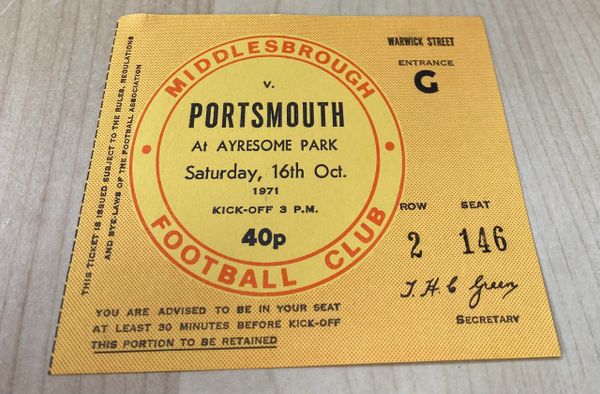 THIS TICKET IS ISSUED SUBJECT TO THE RULES, REGULATIONS
AND BYE-LAWS OF THE FOOTBALL ASSOCIATION
MIDDLESBROUGH
v.
PORTSMOUTH
At AYRESOME PARK
Saturday, 16th Oct.
1971
KICK-OFF 3 P.M.
40p
FOOTBALL CLUB
WARWICK STREET
ENTRANCE
G
ROW SEAT
2 146
T. H. C Green
SECRETARY
YOU ARE ADVISED TO BE IN YOUR SEAT
AT LEAST 30 MINUTES BEFORE KICK-OFF
THIS PORTION TO BE RETAINED